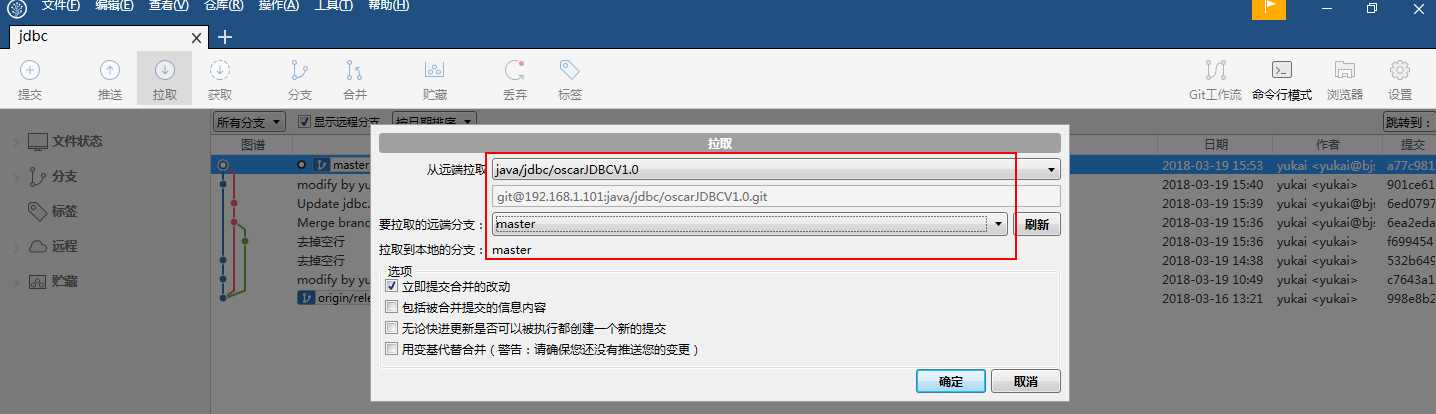 文件(F) 编辑(E) 查看(V) 仓库(R) 操作(A) 工具(T) 帮助(H)
jdbc
提交 推送 拉取 获取 分支 合并 贮藏 丢弃 标签 Git工作流 命令行模式 浏览器 设置
所有分支 显示远程分支 按日期排序 跳转到：
图谱 日期 作者 提交
拉取
从远端拉取 java/jdbc/oscarJDBCV1.0
git@192.168.1.101:java/jdbc/oscarJDBCV1.0.git
要拉取的远端分支： master 刷新
拉取到本地的分支： master
选项
立即提交合并的改动
包括被合并提交的信息内容
无论快进更新是否可以被执行都创建一个新的提交
用变基代替合并（警告：请确保您还没有推送您的变更）
确定 取消
文件状态
分支
标签
远程
贮藏
master 2018-03-19 15:53 yukai <yukai@bj a77c981
modify by yu 2018-03-19 15:40 yukai <yukai> 901ce61
Update jdbc. 2018-03-19 15:39 yukai <yukai@bjs 6ed0797
Merge bran 2018-03-19 15:36 yukai <yukai@bjs 6ea2eda
去掉空行 2018-03-19 15:36 yukai <yukai> f699454
去掉空行 2018-03-19 14:38 yukai <yukai> 532b649
modify by yu 2018-03-19 10:49 yukai <yukai> c7643a1
origin/rele 2018-03-16 13:21 yukai <yukai> 998e8b2